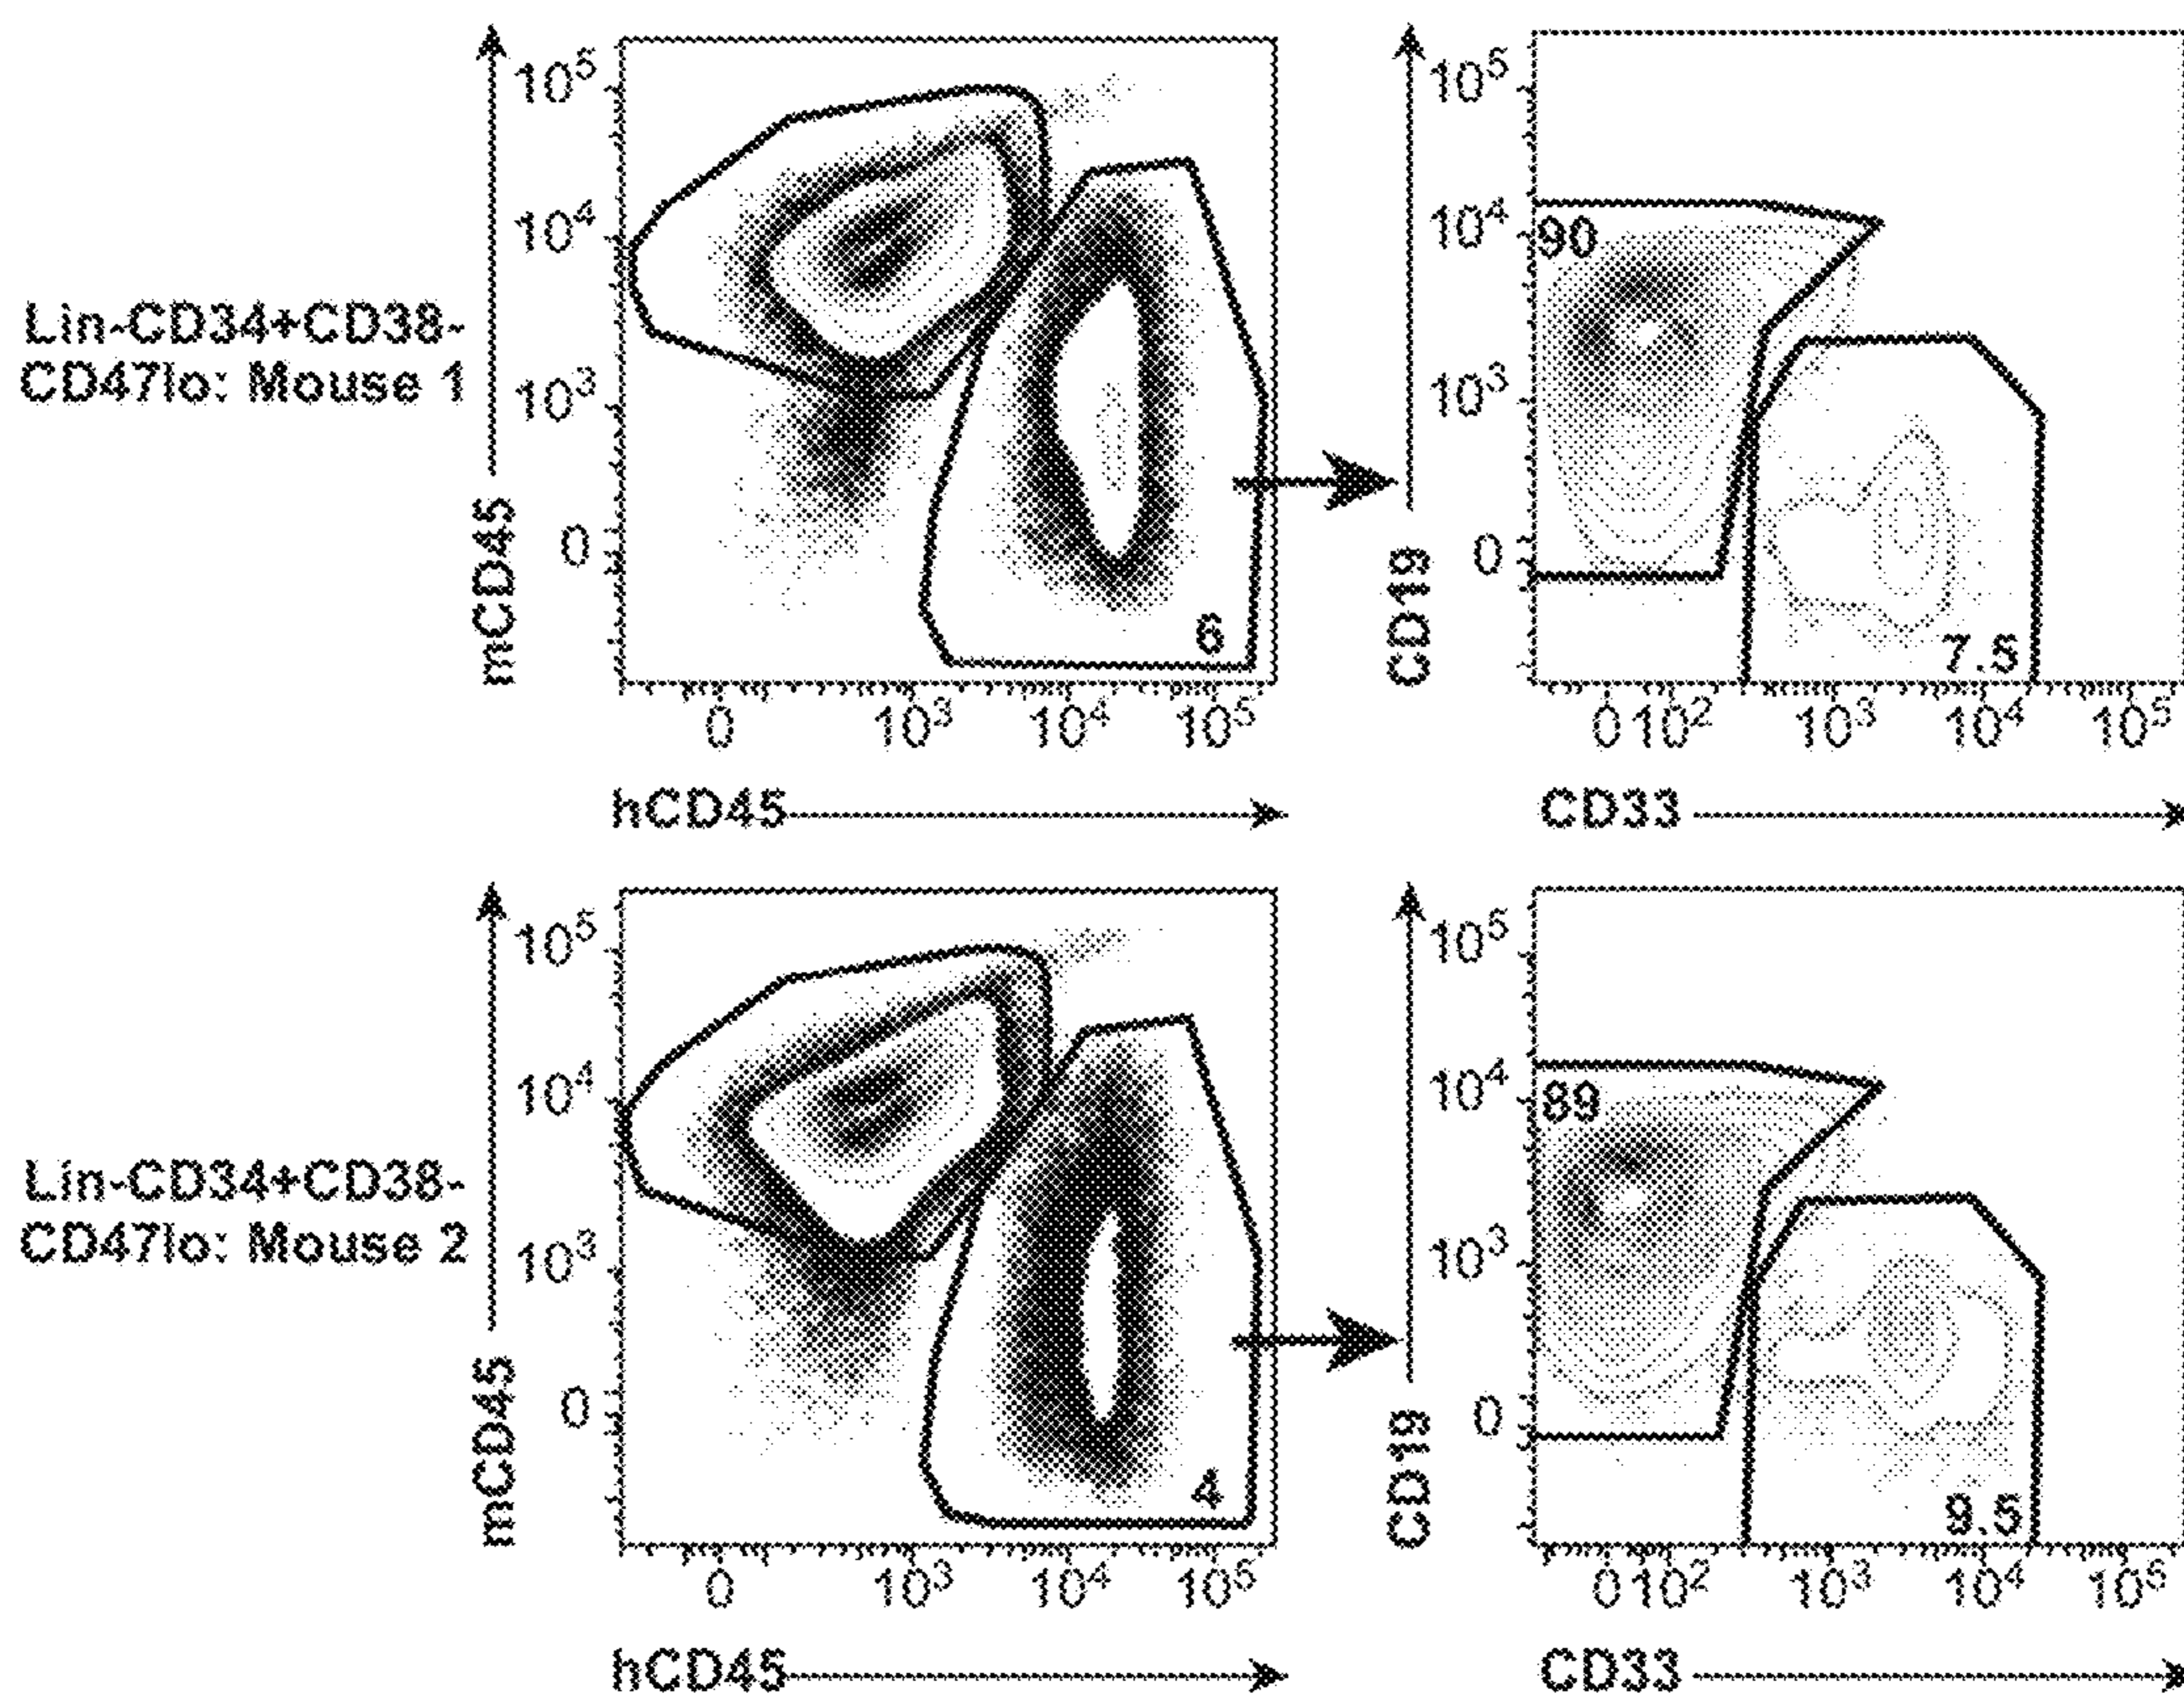 Lin-CD34+CD38-
CD47lo: Mouse 1
mCD45
10⁵
10⁴
10³
0
6
0 10³ 10⁴ 10⁵
hCD45
CD19
10⁵
10⁴
10³
0
90
7.5
0 10² 10³ 10⁴ 10⁵
CD33
Lin-CD34+CD38-
CD47lo: Mouse 2
mCD45
10⁵
10⁴
10³
0
4
0 10³ 10⁴ 10⁵
hCD45
CD19
10⁵
10⁴
10³
0
89
9.5
0 10² 10³ 10⁴ 10⁵
CD33